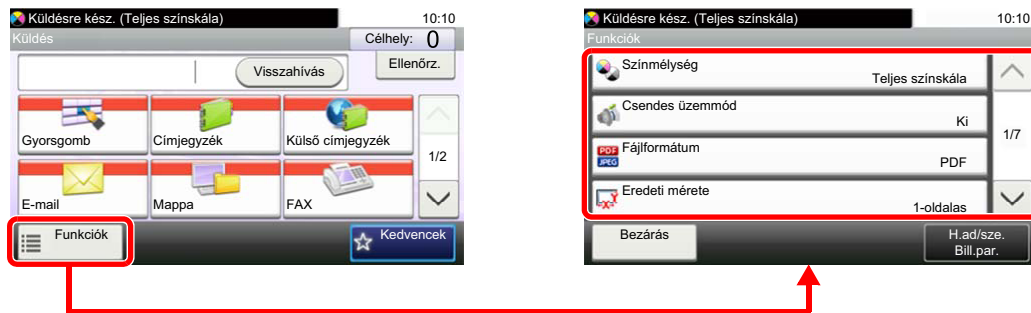 Küldésre kész. (Teljes színskála)
10:10
Küldés
Célhely: 0
Visszahívás
Ellenőrz.
Gyorsgomb
Címjegyzék
Külső címjegyzék
1/2
E-mail
Mappa
FAX
Funkciók
Kedvencek
Küldésre kész. (Teljes színskála)
10:10
Funkciók
Színmélység
Teljes színskála
Csendes üzemmód
Ki
1/7
PDF
JPEG
Fájlformátum
PDF
Eredeti mérete
1-oldalas
Bezárás
H.ad/sze.
Bill.par.